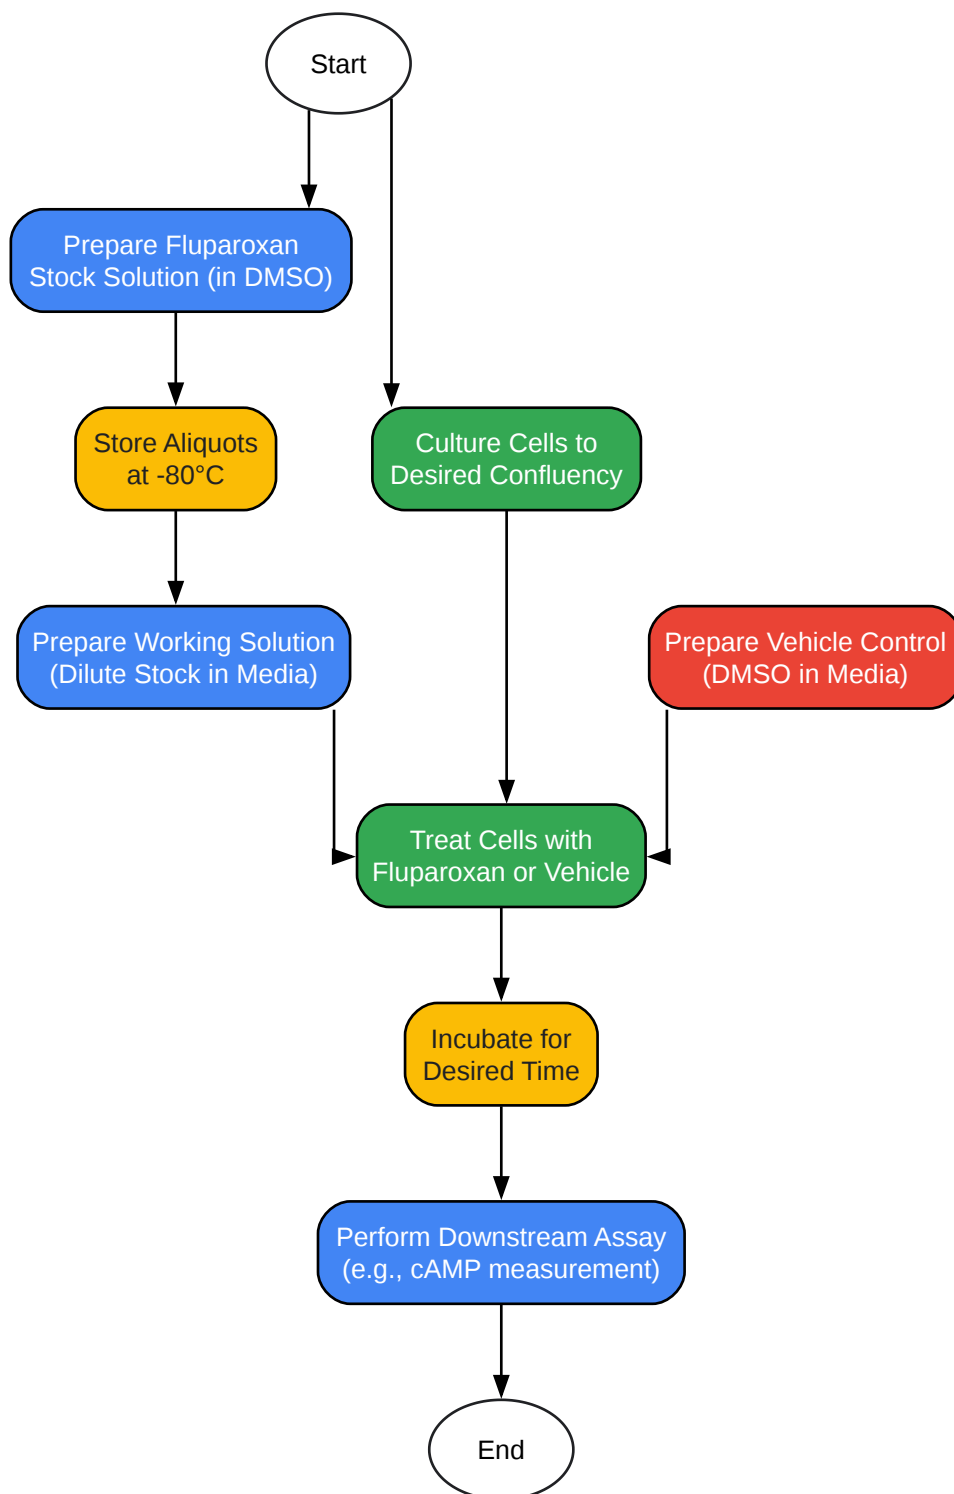 Start
Prepare Fluparoxan
Stock Solution (in DMSO)
Store Aliquots
at -80°C
Culture Cells to
Desired Confluency
Prepare Working Solution
(Dilute Stock in Media)
Prepare Vehicle Control
(DMSO in Media)
Treat Cells with
Fluparoxan or Vehicle
Incubate for
Desired Time
Perform Downstream Assay
(e.g., cAMP measurement)
End